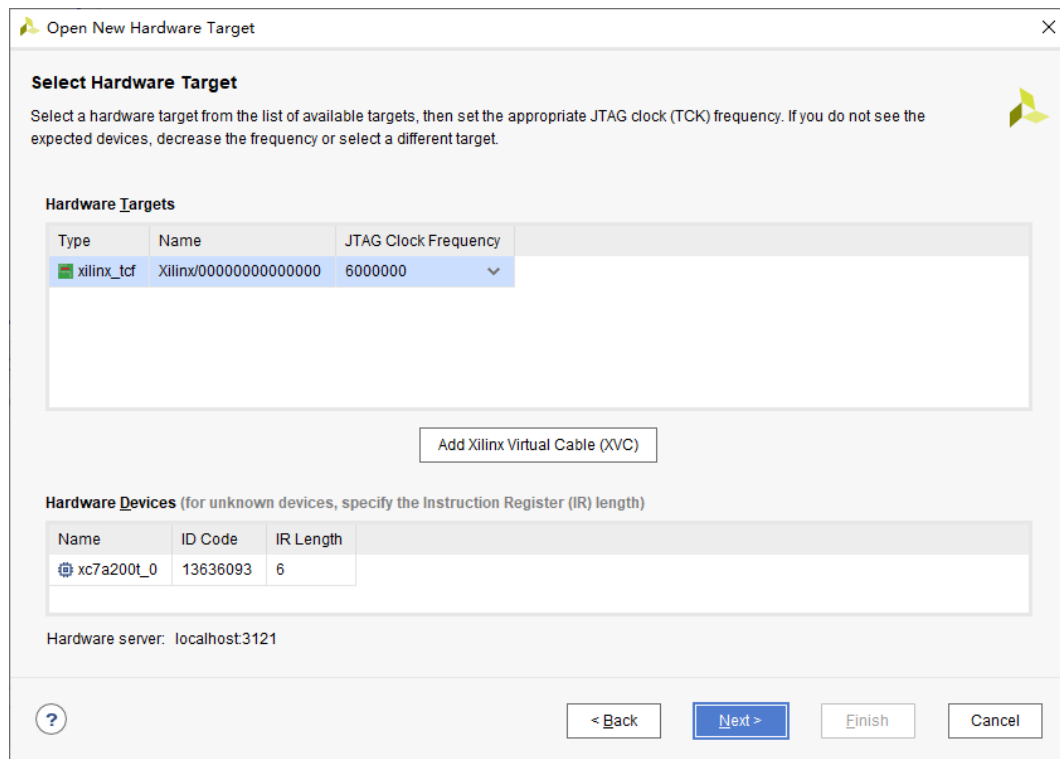 Open New Hardware Target
Select Hardware Target
Select a hardware target from the list of available targets, then set the appropriate JTAG clock (TCK) frequency. If you do not see the
expected devices, decrease the frequency or select a different target.
Hardware Targets
Type Name JTAG Clock Frequency
xilinx_tcf Xilinx/00000000000000 6000000
Add Xilinx Virtual Cable (XVC)
Hardware Devices (for unknown devices, specify the Instruction Register (IR) length)
Name ID Code IR Length
xc7a200t_0 13636093 6
Hardware server: localhost:3121
? < Back Next > Finish Cancel